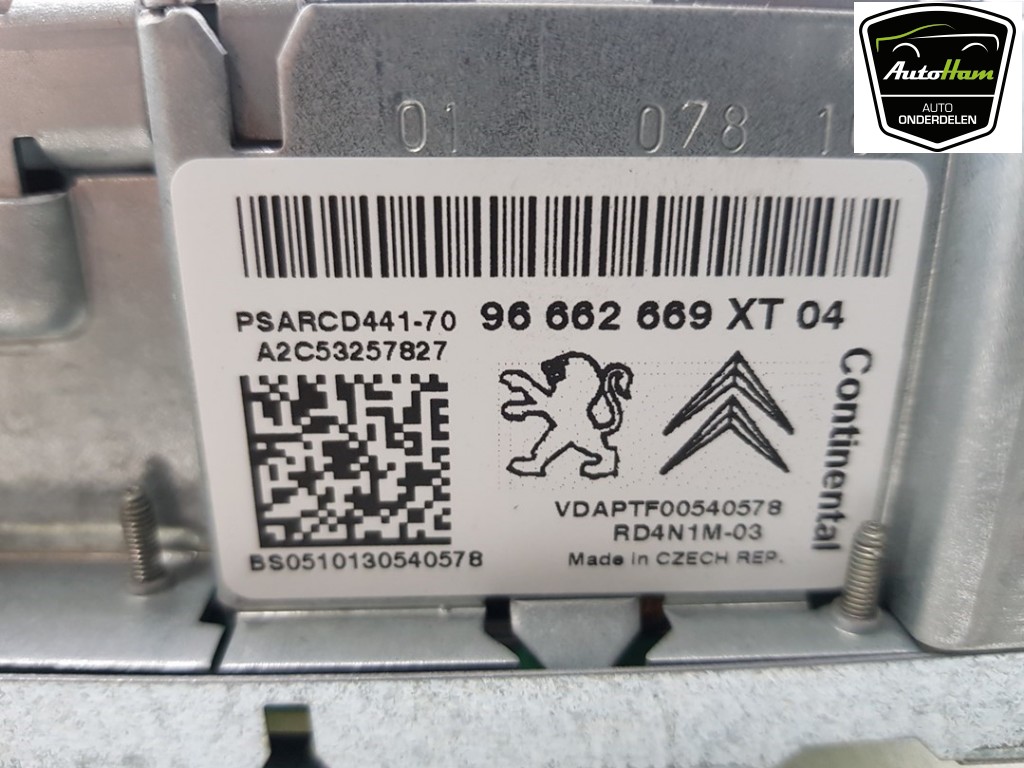 AutoHam
AUTO
ONDERDELEN
01 078
PSARCD441-70 96 662 669 XT 04
A2C53257827
Continental
VDAPTF00540578
RD4N1M-03
BS0510130540578 Made in CZECH REP.